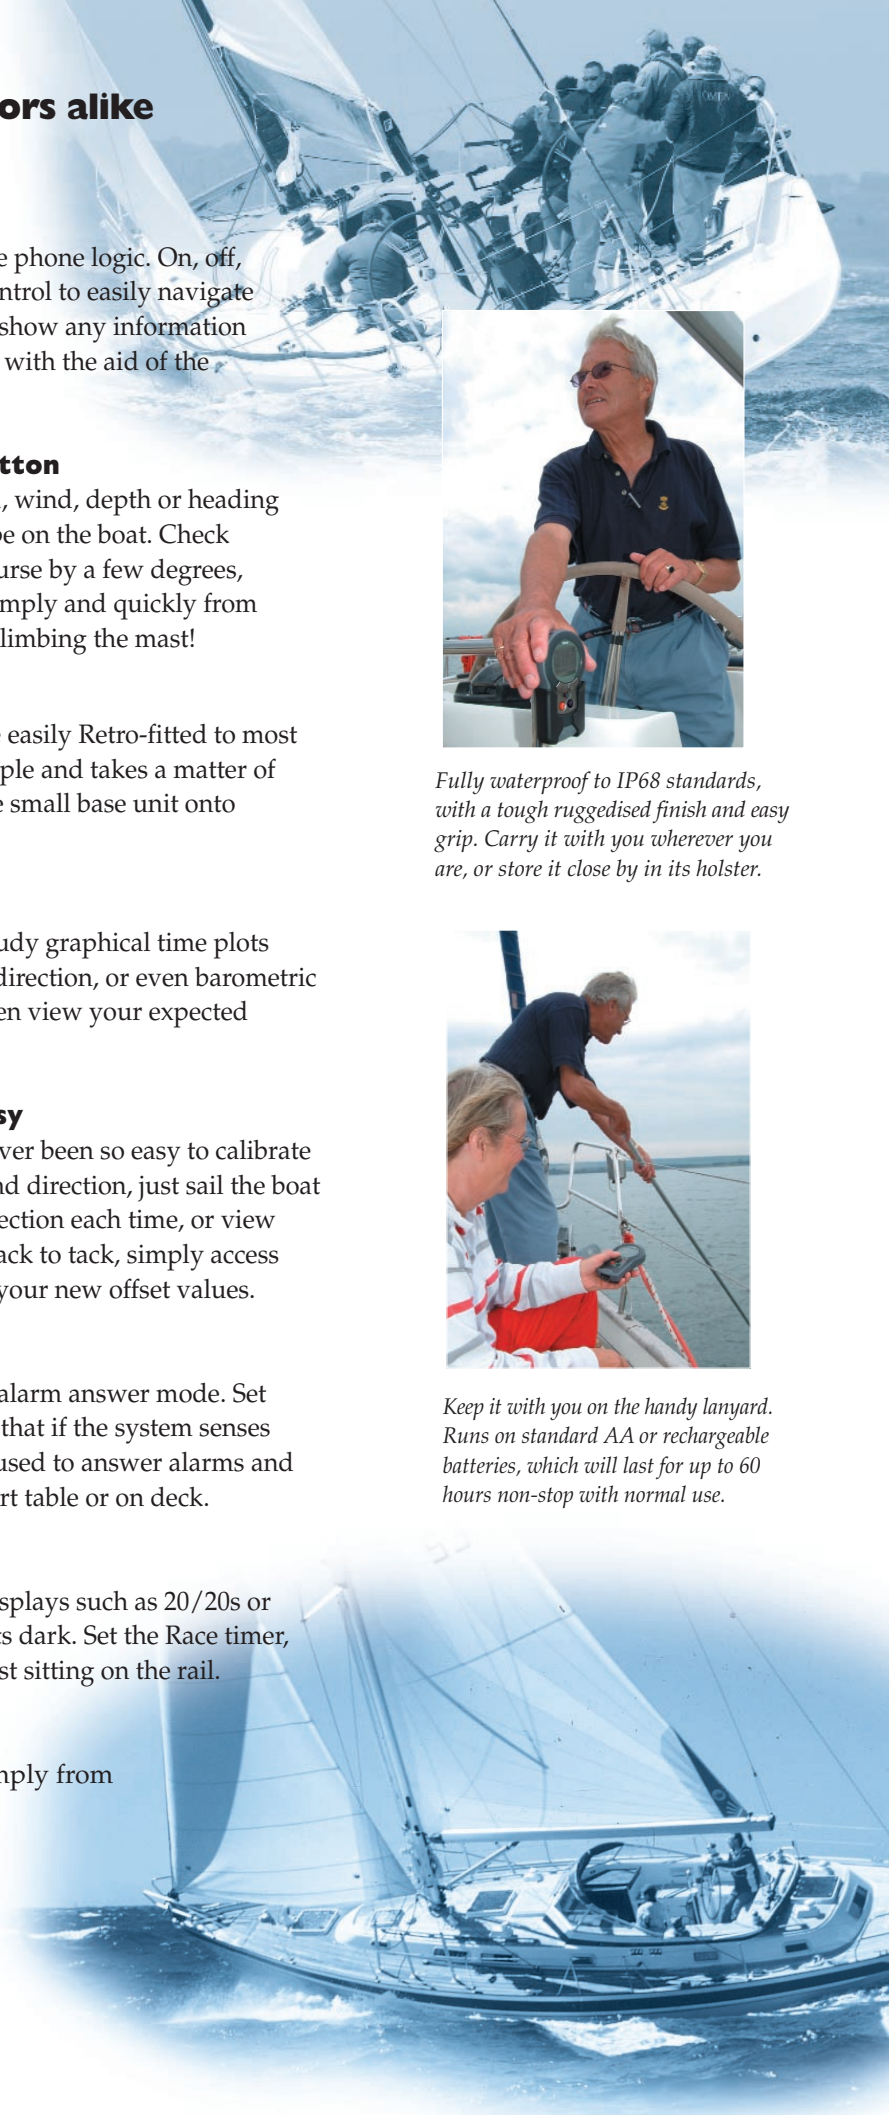 ors alike
e phone logic. On, off,
ntrol to easily navigate
show any information
with the aid of the
tton
, wind, depth or heading
be on the boat. Check
urse by a few degrees,
mply and quickly from
limbing the mast!
easily Retro-fitted to most
ple and takes a matter of
e small base unit onto
Fully waterproof to IP68 standards,
with a tough ruggedised finish and easy
grip. Carry it with you wherever you
are, or store it close by in its holster.
udy graphical time plots
direction, or even barometric
en view your expected
sy
ver been so easy to calibrate
nd direction, just sail the boat
ection each time, or view
ack to tack, simply access
your new offset values.
alarm answer mode. Set
that if the system senses
used to answer alarms and
rt table or on deck.
Keep it with you on the handy lanyard.
Runs on standard AA or rechargeable
batteries, which will last for up to 60
hours non-stop with normal use.
splays such as 20/20s or
ts dark. Set the Race timer,
st sitting on the rail.
mply from